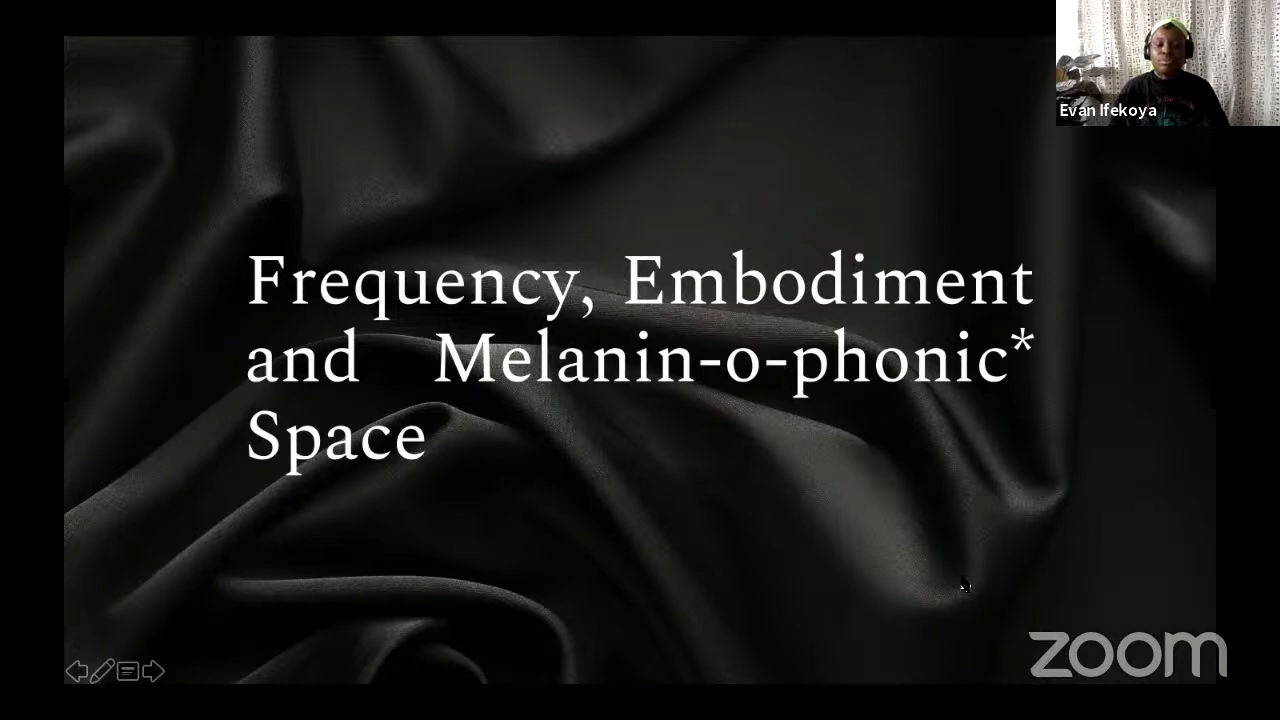 Evan Ifekoya
Frequency, Embodiment
and Melanin-o-phonic*
Space
zoom